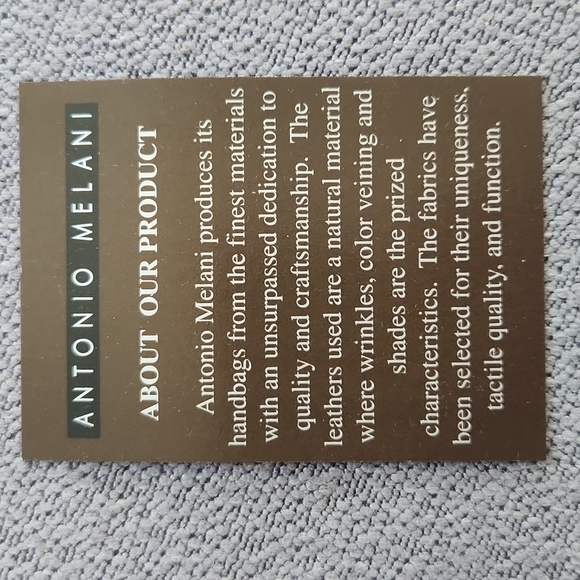 ANTONIO MELANI
ABOUT OUR PRODUCT
Antonio Melani produces its
handbags from the finest materials
with an unsurpassed dedication to
quality and craftsmanship. The
leathers used are a natural material
where wrinkles, color veining and
shades are the prized
characteristics. The fabrics have
been selected for their uniqueness,
tactile quality, and function.